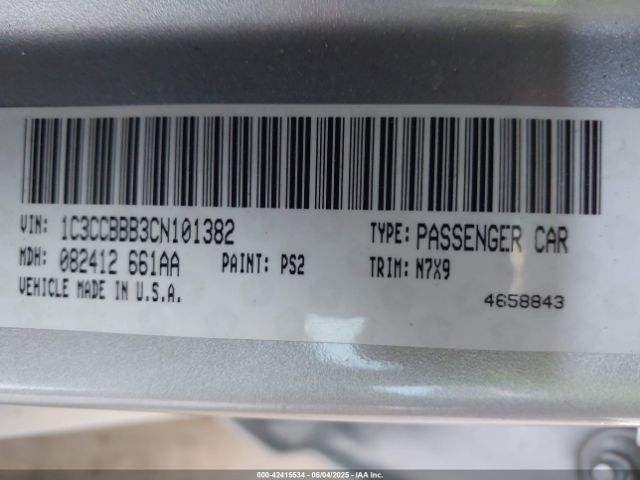 VIN: 1C3CCBBB3CN101382 TYPE: PASSENGER CAR
MDH: 082412 661AA PAINT: PS2 TRIM: N7X9
VEHICLE MADE IN U.S.A. 4658843
000-42415534 - 06/04/2025 - IAA Inc.